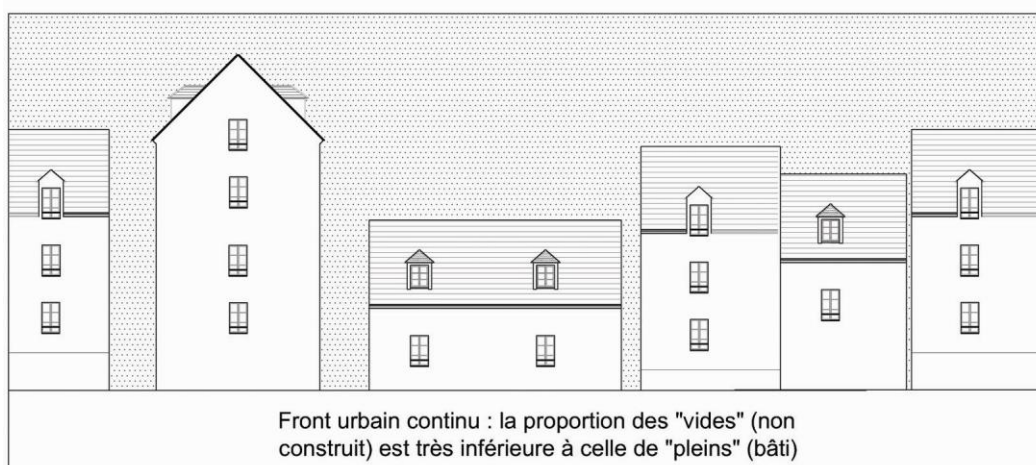 Front urbain continu : la proportion des "vides" (non
construit) est très inférieure à celle de "pleins" (bâti)